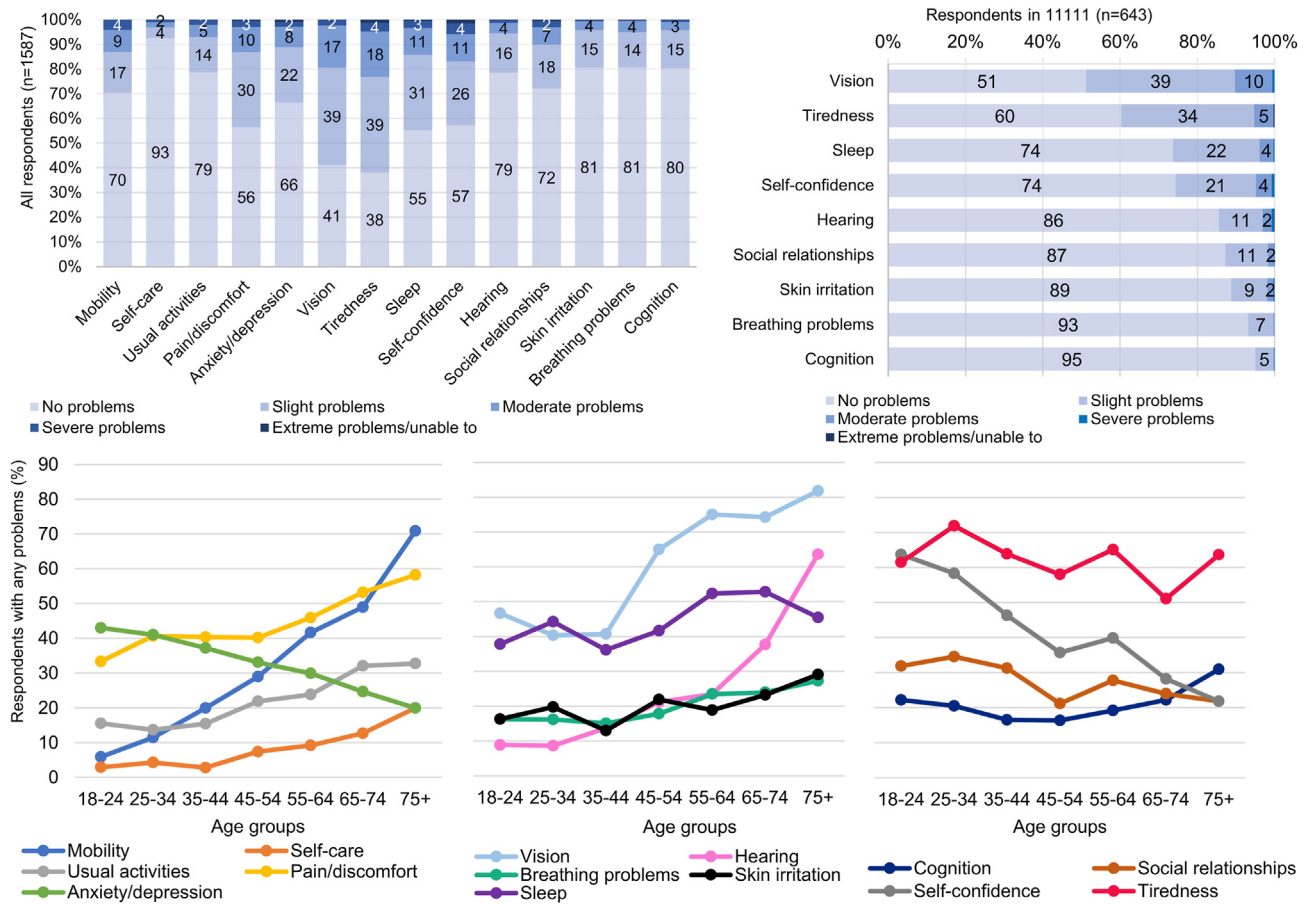 All respondents (n=1587)
100%
90%
80%
70%
60%
50%
40%
30%
20%
10%
0%
4 2 2 3 2 2 4 3 4 4 2 4 4 3
9 4 5 10 8 17 18 11 11 16 7 15 14 15
17 14 30 22 39 39 31 26 18
70 93 79 56 66 41 38 55 57 79 72 81 81 80
Mobility
Self-care
Usual activities
Pain/discomfort
Anxiety/depression
Vision
Tiredness
Sleep
Self-confidence
Hearing
Social relationships
Skin irritation
Breathing problems
Cognition
No problems Slight problems Moderate problems
Severe problems Extreme problems/unable to
Respondents in 11111 (n=643)
0% 20% 40% 60% 80% 100%
Vision 51 39 10
Tiredness 60 34 5
Sleep 74 22 4
Self-confidence 74 21 4
Hearing 86 11 2
Social relationships 87 11 2
Skin irritation 89 9 2
Breathing problems 93 7
Cognition 95 5
No problems Slight problems
Moderate problems Severe problems
Extreme problems/unable to
Respondents with any problems (%)
90
80
70
60
50
40
30
20
10
0
18-24 25-34 35-44 45-54 55-64 65-74 75+
Age groups
Mobility Self-care
Usual activities Pain/discomfort
Anxiety/depression
18-24 25-34 35-44 45-54 55-64 65-74 75+
Age groups
Vision Hearing
Breathing problems Skin irritation
Sleep
18-24 25-34 35-44 45-54 55-64 65-74 75+
Age groups
Cognition Social relationships
Self-confidence Tiredness